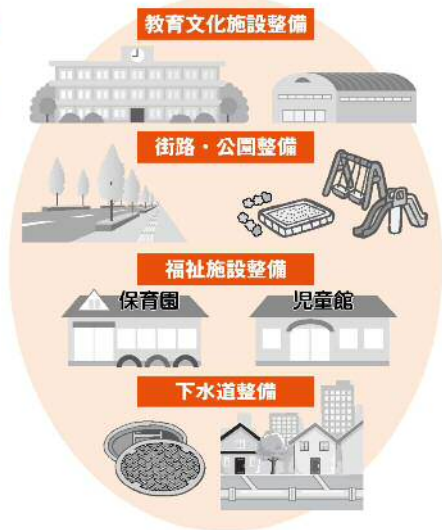 教育文化施設整備
街路・公園整備
福祉施設整備
保育園
児童館
下水道整備